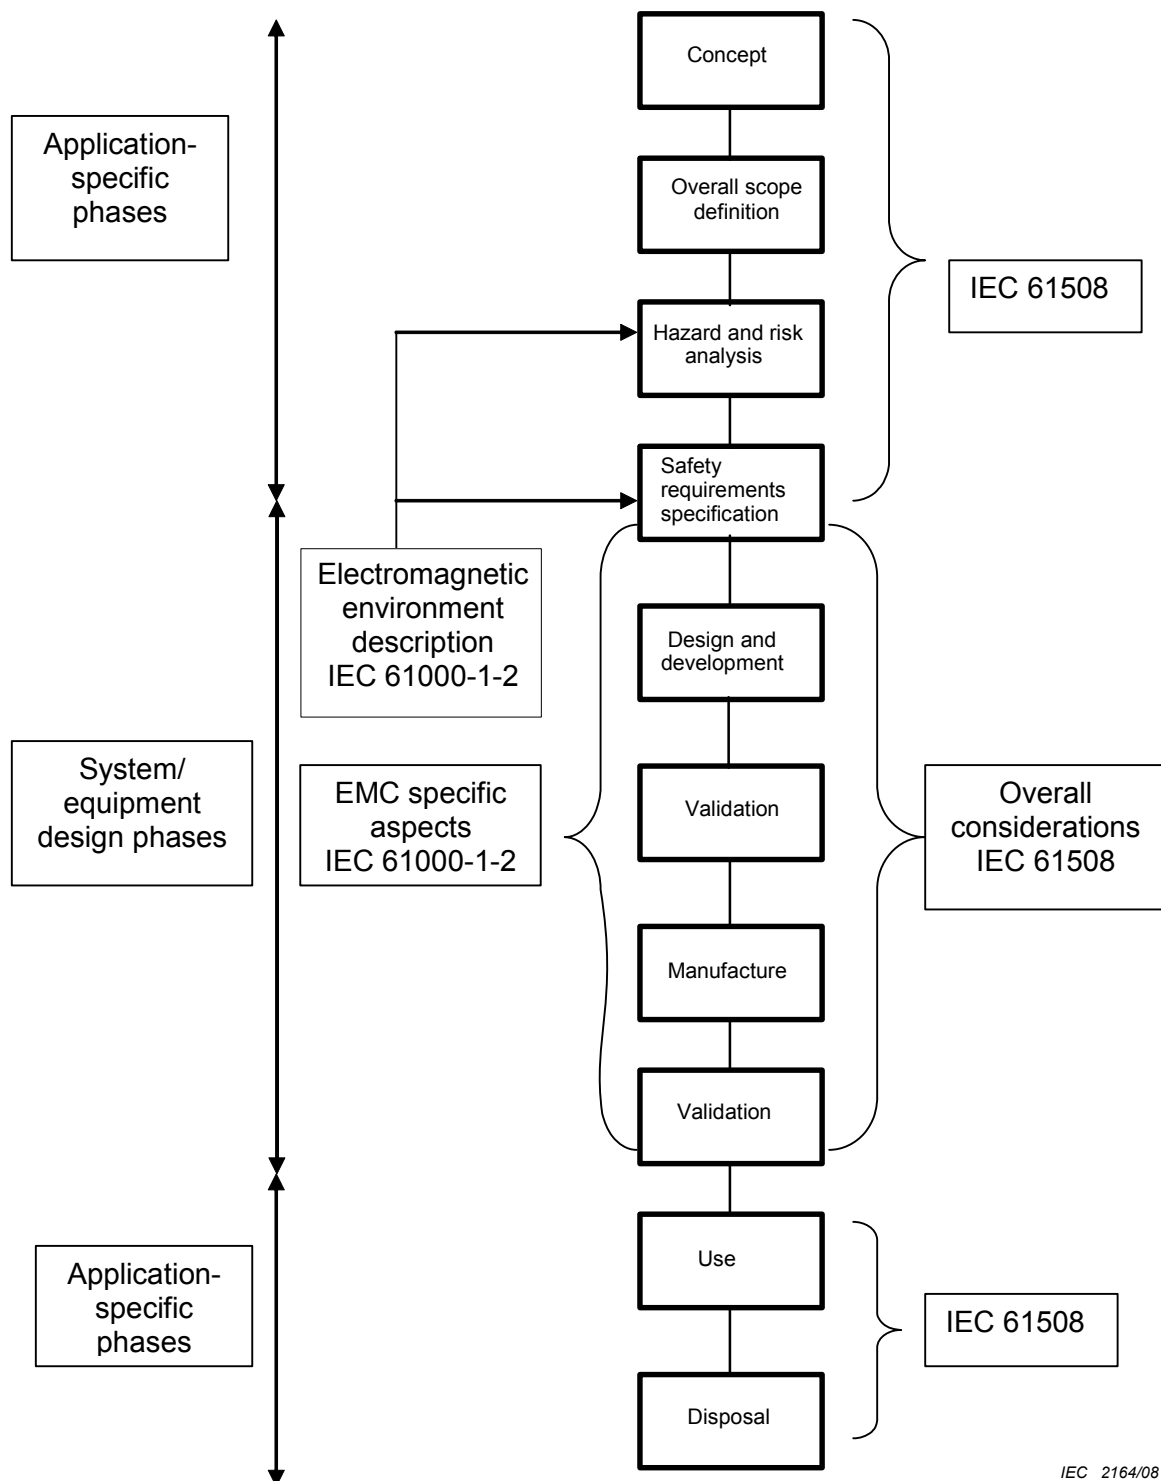 Concept
Application-
specific
phases
Overall scope
definition
IEC 61508
Hazard and risk
analysis
Safety
requirements
specification
Electromagnetic
environment
description
IEC 61000-1-2
Design and
development
System/
equipment
design phases
EMC specific
aspects
IEC 61000-1-2
Validation
Overall
considerations
IEC 61508
Manufacture
Validation
Use
Application-
specific
phases
IEC 61508
Disposal
IEC 2164/08